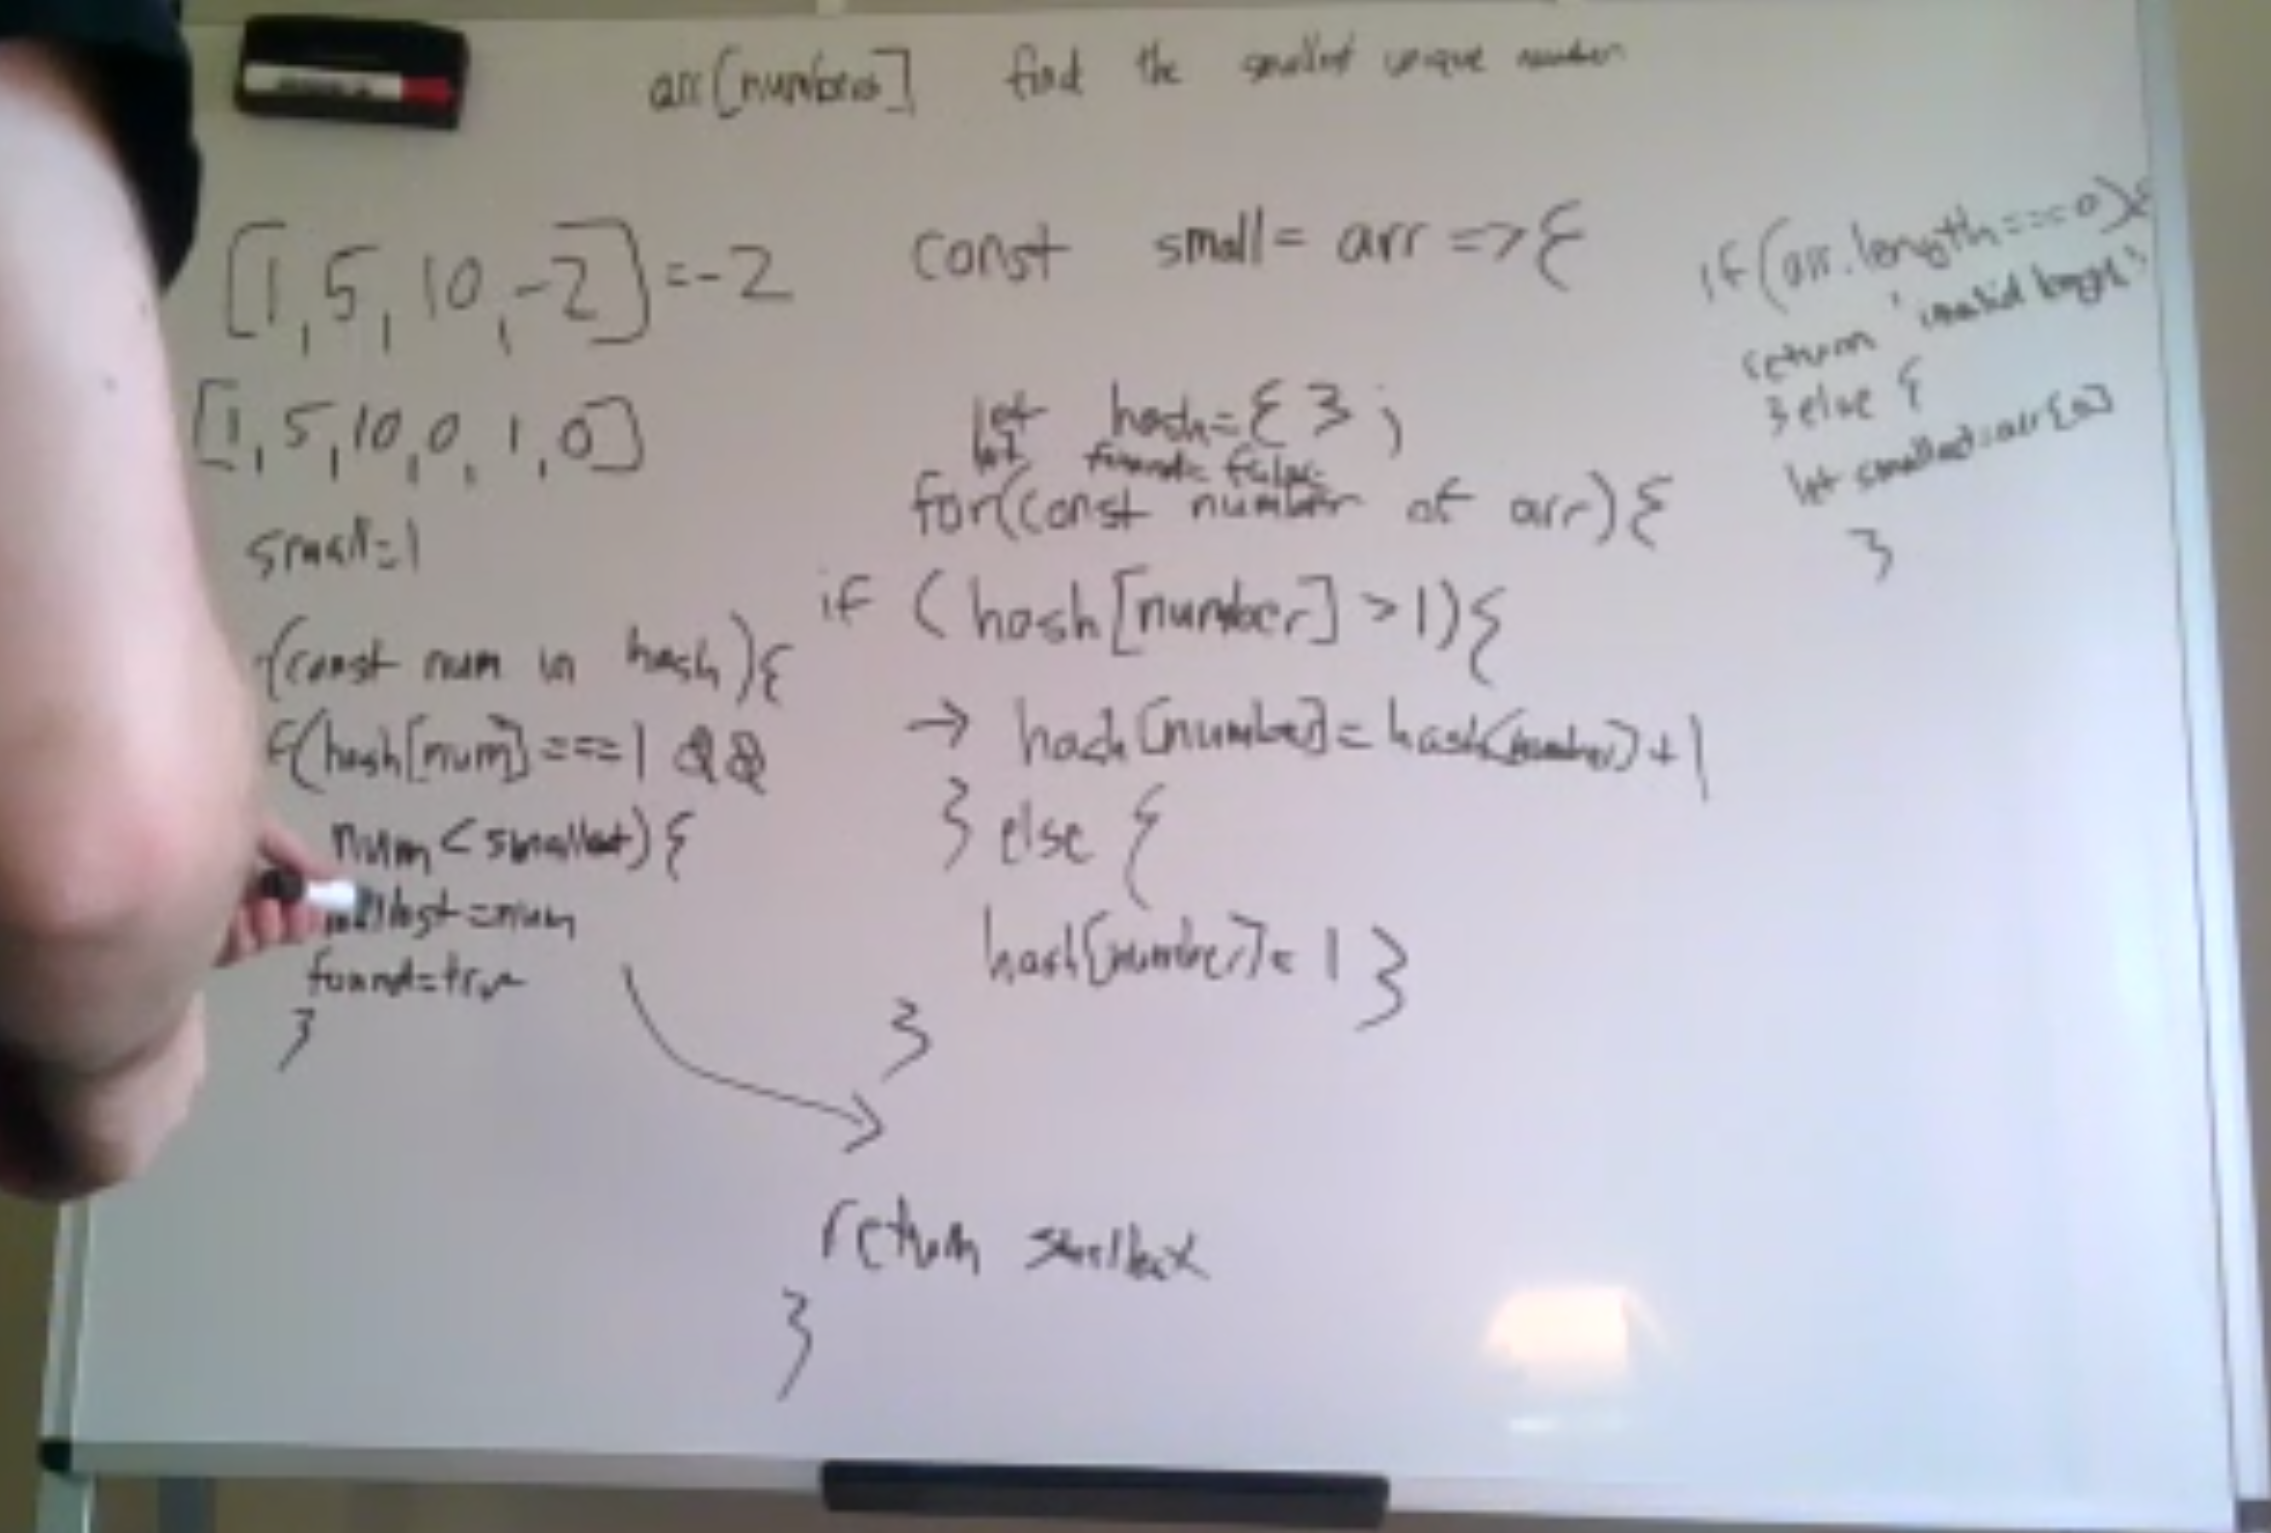 arr[numbers] find the smallest unique number
[1, 5, 10, -2] = -2
[1, 5, 10, 0, 1, 0]
small=1
(const num in hash){
f(hash[num] === 1 &&
num < smallest){
llest = num
found = true
}
const small = arr => {
let hash = { } ;
let found = false
for(const number of arr){
if (hash[number] > 1){
→ hash[number] = hash[number] + 1
} else {
hash[number] = 1 }
}
return smallest
}
if (arr.length === 0){
return 'invalid length'
} else {
let smallest = arr[0]
}